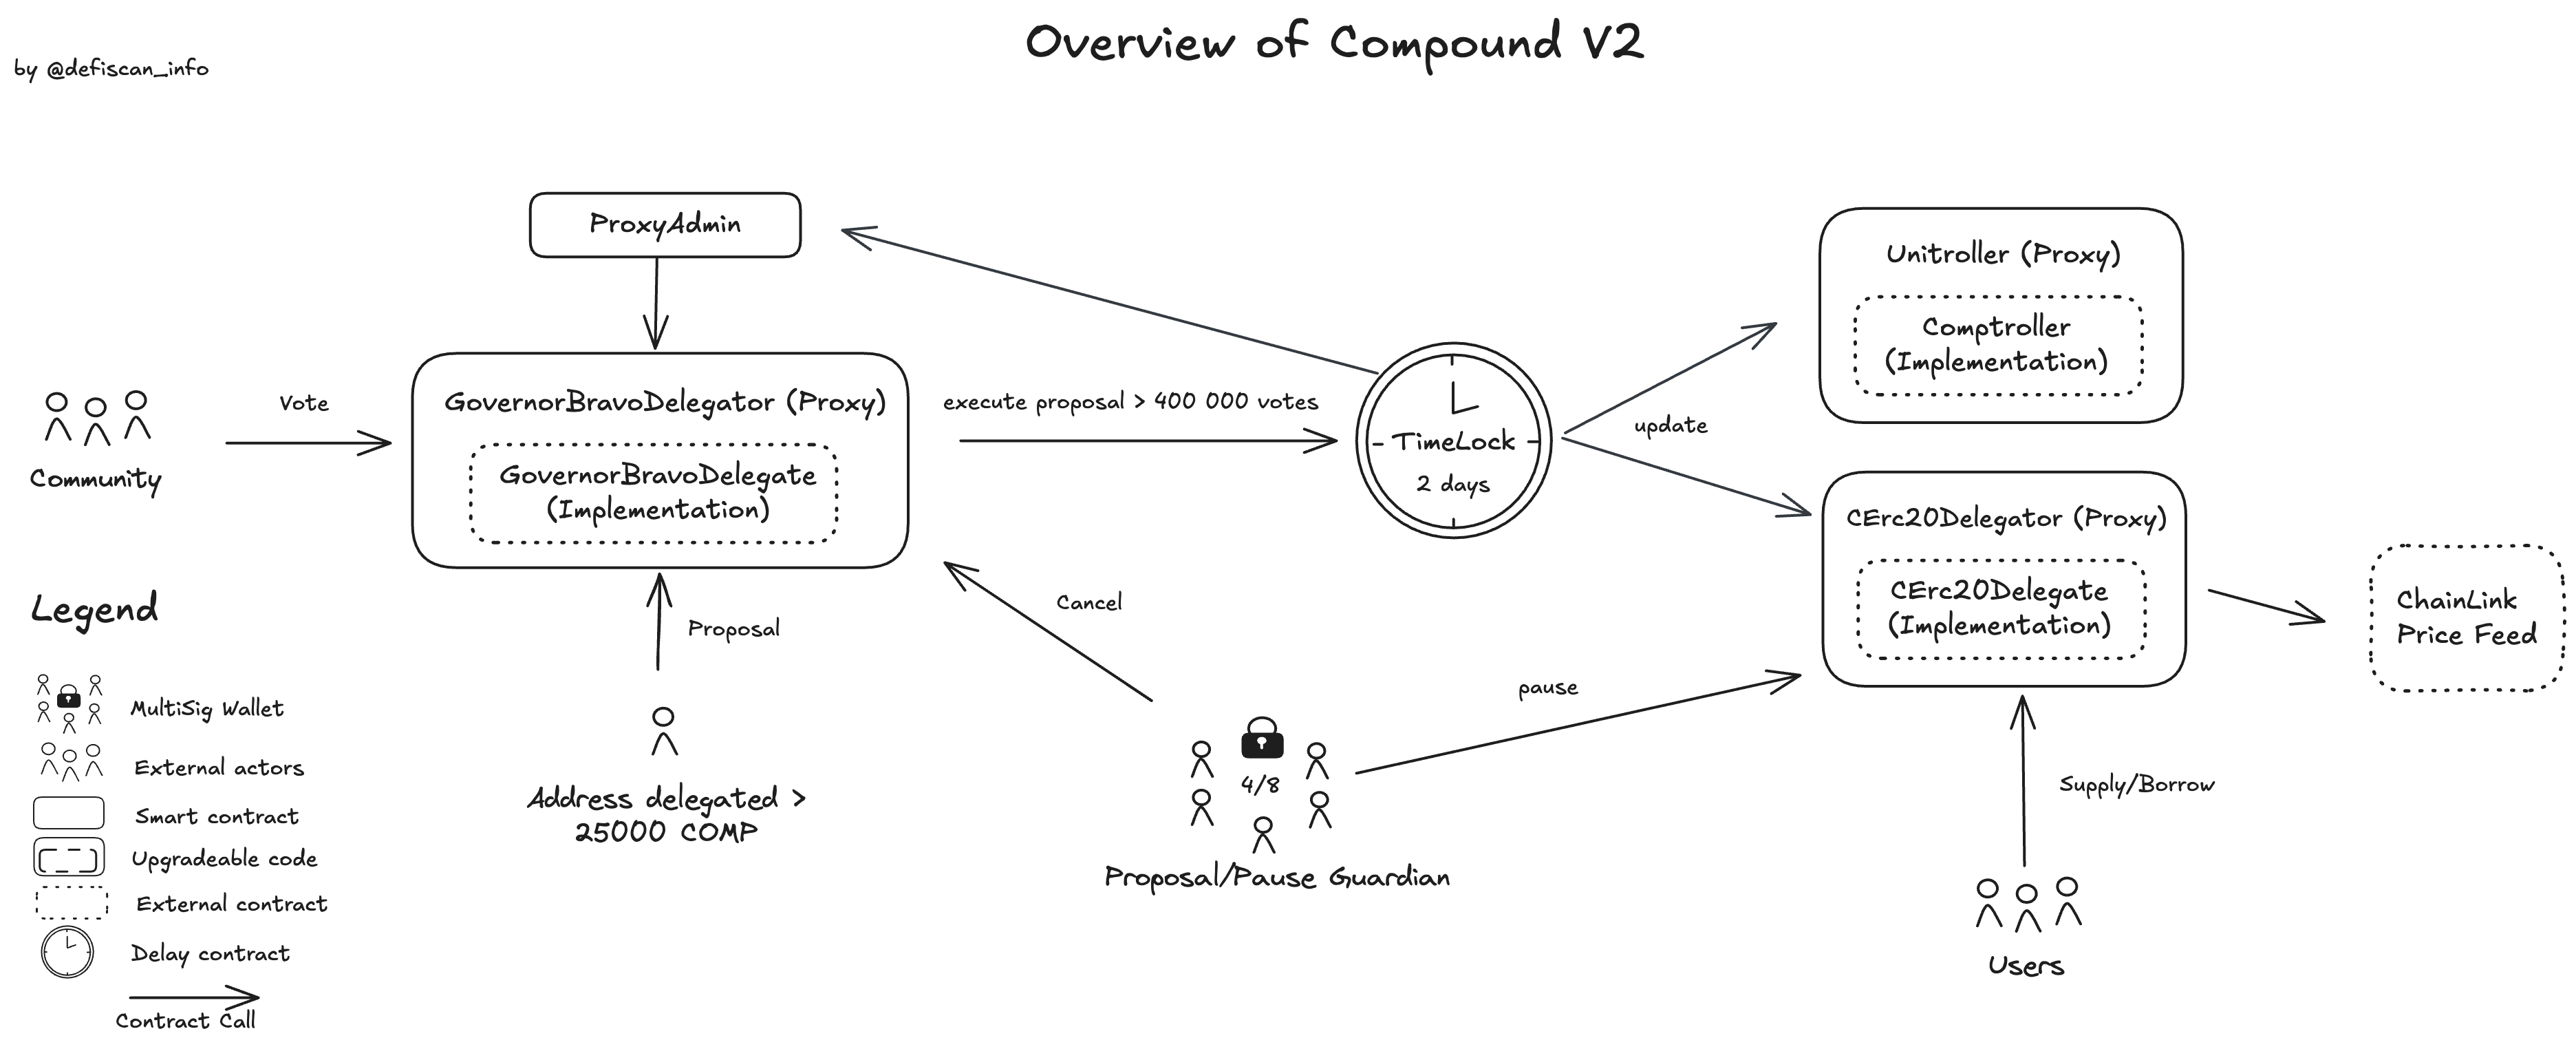 Overview of Compound V2
by @defiscan_info
ProxyAdmin
Unitroller (Proxy)
Comptroller
(Implementation)
Community
Vote
GovernorBravoDelegator (Proxy)
GovernorBravoDelegate
(Implementation)
execute proposal > 400 000 votes
TimeLock
2 days
update
CErc20Delegator (Proxy)
CErc20Delegate
(Implementation)
ChainLink
Price Feed
Cancel
Proposal
pause
Address delegated >
25000 COMP
4/8
Proposal/Pause Guardian
Supply/Borrow
Users
Legend
MultiSig Wallet
External actors
Smart contract
Upgradeable code
External contract
Delay contract
Contract Call